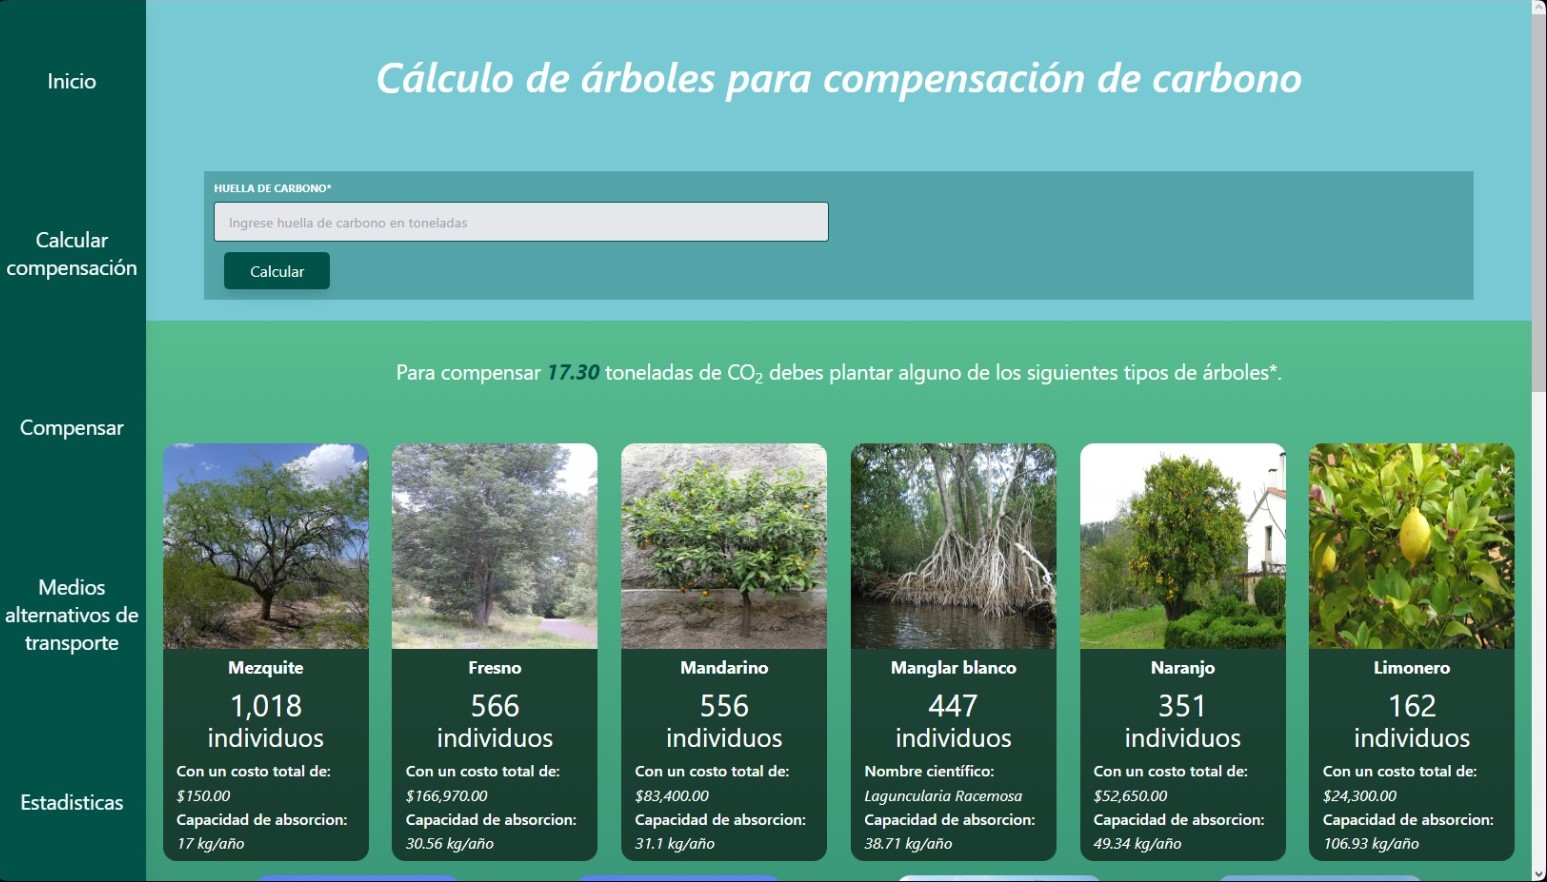 Inicio
Calcular
compensación
Compensar
Medios
alternativos de
transporte
Estadisticas
Cálculo de árboles para compensación de carbono
HUELLA DE CARBONO*
Ingrese huella de carbono en toneladas
Calcular
Para compensar 17.30 toneladas de CO₂ debes plantar alguno de los siguientes tipos de árboles*.
Mezquite
1,018
individuos
Con un costo total de:
$150.00
Capacidad de absorcion:
17 kg/año
Fresno
566
individuos
Con un costo total de:
$166,970.00
Capacidad de absorcion:
30.56 kg/año
Mandarino
556
individuos
Con un costo total de:
$83,400.00
Capacidad de absorcion:
31.1 kg/año
Manglar blanco
447
individuos
Nombre científico:
Laguncularia Racemosa
Capacidad de absorcion:
38.71 kg/año
Naranjo
351
individuos
Con un costo total de:
$52,650.00
Capacidad de absorcion:
49.34 kg/año
Limonero
162
individuos
Con un costo total de:
$24,300.00
Capacidad de absorcion:
106.93 kg/año